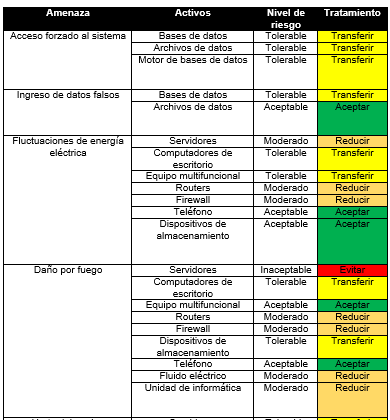 Amenaza Activos Nivel de riesgo Tratamiento
Acceso forzado al sistema Bases de datos Tolerable Transferir
Archivos de datos Tolerable Transferir
Motor de bases de datos Tolerable Transferir
Ingreso de datos falsos Bases de datos Tolerable Transferir
Archivos de datos Aceptable Aceptar
Fluctuaciones de energía eléctrica Servidores Moderado Reducir
Computadores de escritorio Tolerable Transferir
Equipo multifuncional Tolerable Transferir
Routers Moderado Reducir
Firewall Moderado Reducir
Teléfono Aceptable Aceptar
Dispositivos de almacenamiento Aceptable Aceptar
Daño por fuego Servidores Inaceptable Evitar
Computadores de escritorio Tolerable Transferir
Equipo multifuncional Aceptable Aceptar
Routers Moderado Reducir
Firewall Moderado Reducir
Dispositivos de almacenamiento Tolerable Transferir
Teléfono Aceptable Aceptar
Fluido eléctrico Moderado Reducir
Unidad de informática Moderado Reducir